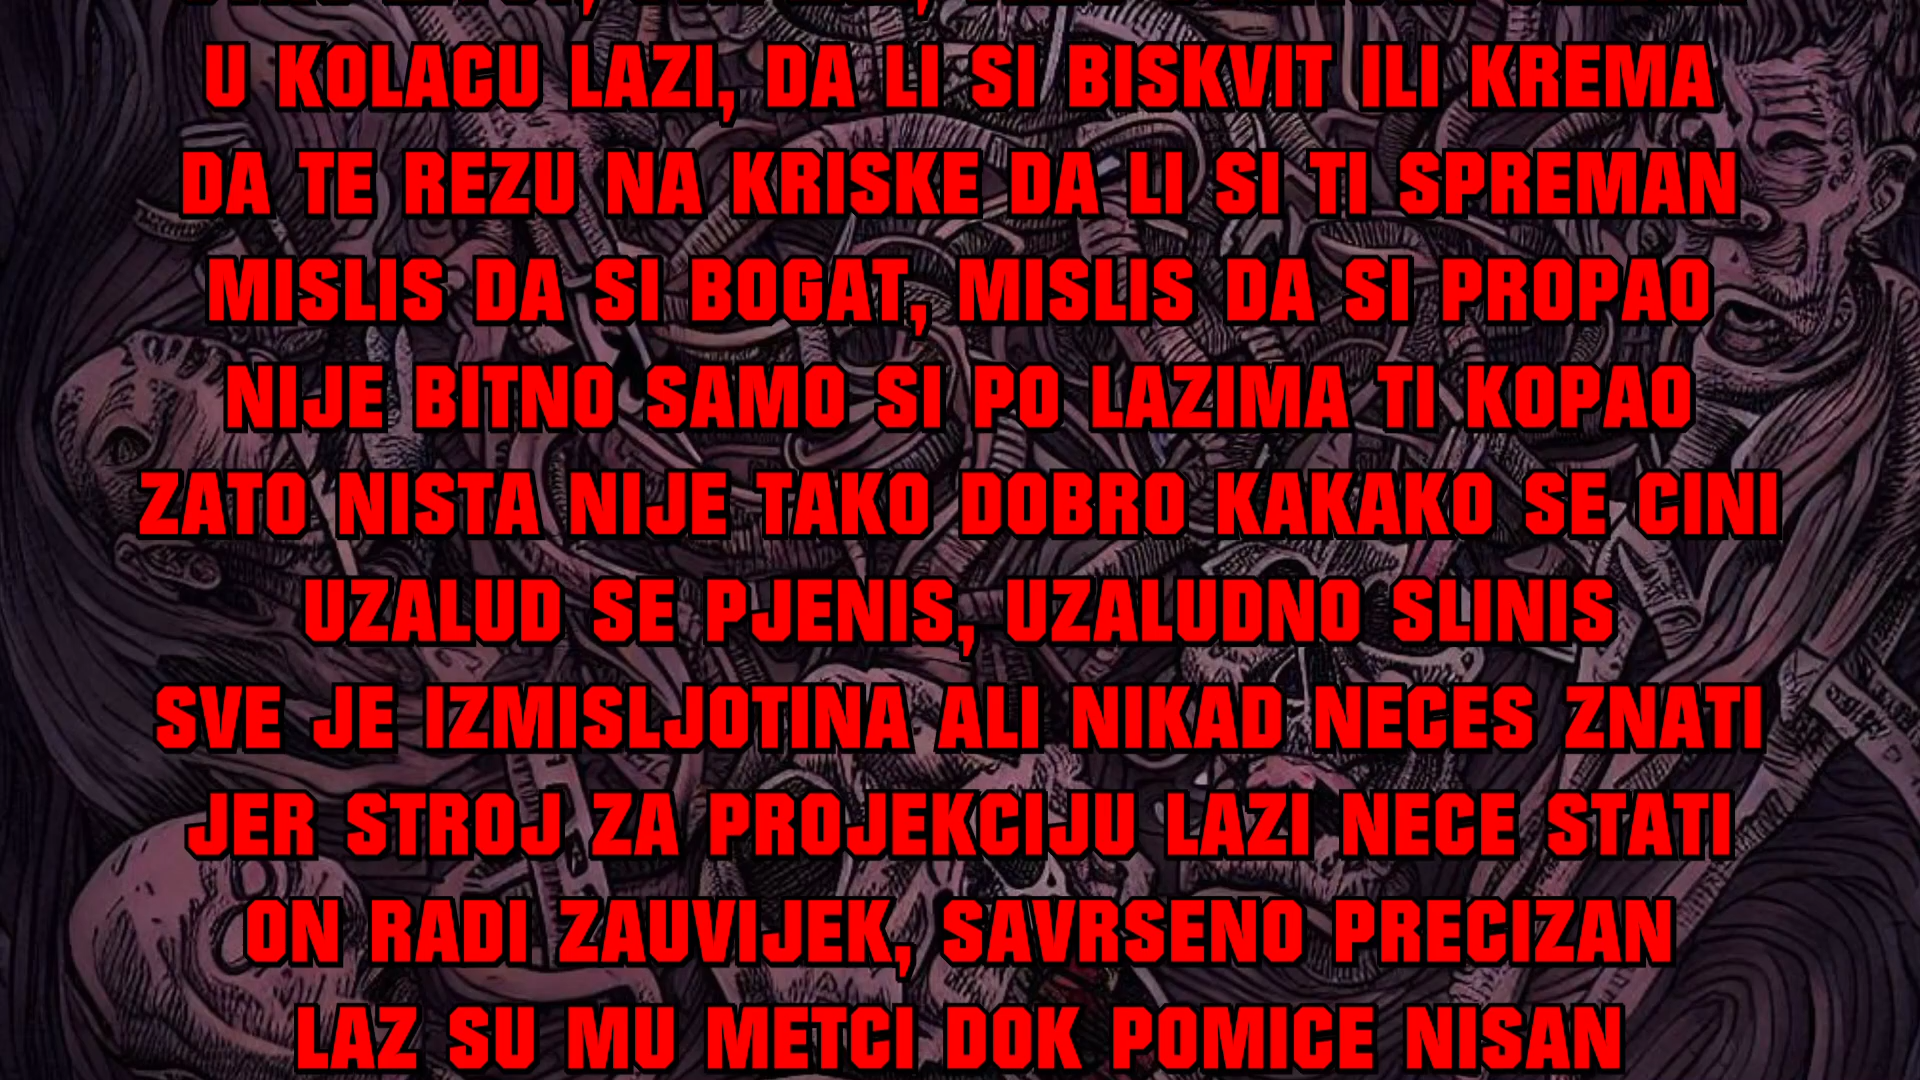 U KOLACU LAZI, DA LI SI BISKVIT ILI KREMA
DA TE REZU NA KRISKE DA LI SI TI SPREMAN
MISLIS DA SI BOGAT, MISLIS DA SI PROPAO
NIJE BITNO SAMO SI PO LAZIMA TI KOPAO
ZATO NISTA NIJE TAKO DOBRO KAKAKO SE CINI
UZALUD SE PJENIS, UZALUDNO SLINIS
SVE JE IZMISLJOTINA ALI NIKAD NECES ZNATI
JER STROJ ZA PROJEKCIJU LAZI NECE STATI
ON RADI ZAUVIJEK, SAVRSENO PRECIZAN
LAZ SU MU METCI DOK POMICE NISAN